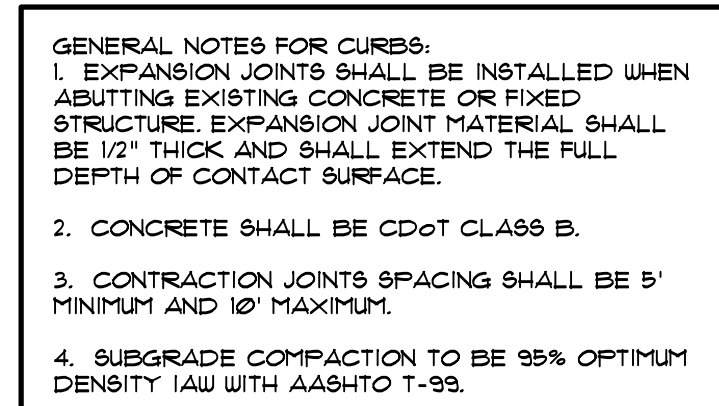 GENERAL NOTES FOR CURBS:
1. EXPANSION JOINTS SHALL BE INSTALLED WHEN
ABUTTING EXISTING CONCRETE OR FIXED
STRUCTURE. EXPANSION JOINT MATERIAL SHALL
BE 1/2" THICK AND SHALL EXTEND THE FULL
DEPTH OF CONTACT SURFACE.
2. CONCRETE SHALL BE CDoT CLASS B.
3. CONTRACTION JOINTS SPACING SHALL BE 5'
MINIMUM AND 10' MAXIMUM.
4. SUBGRADE COMPACTION TO BE 95% OPTIMUM
DENSITY IAW WITH AASHTO T-99.